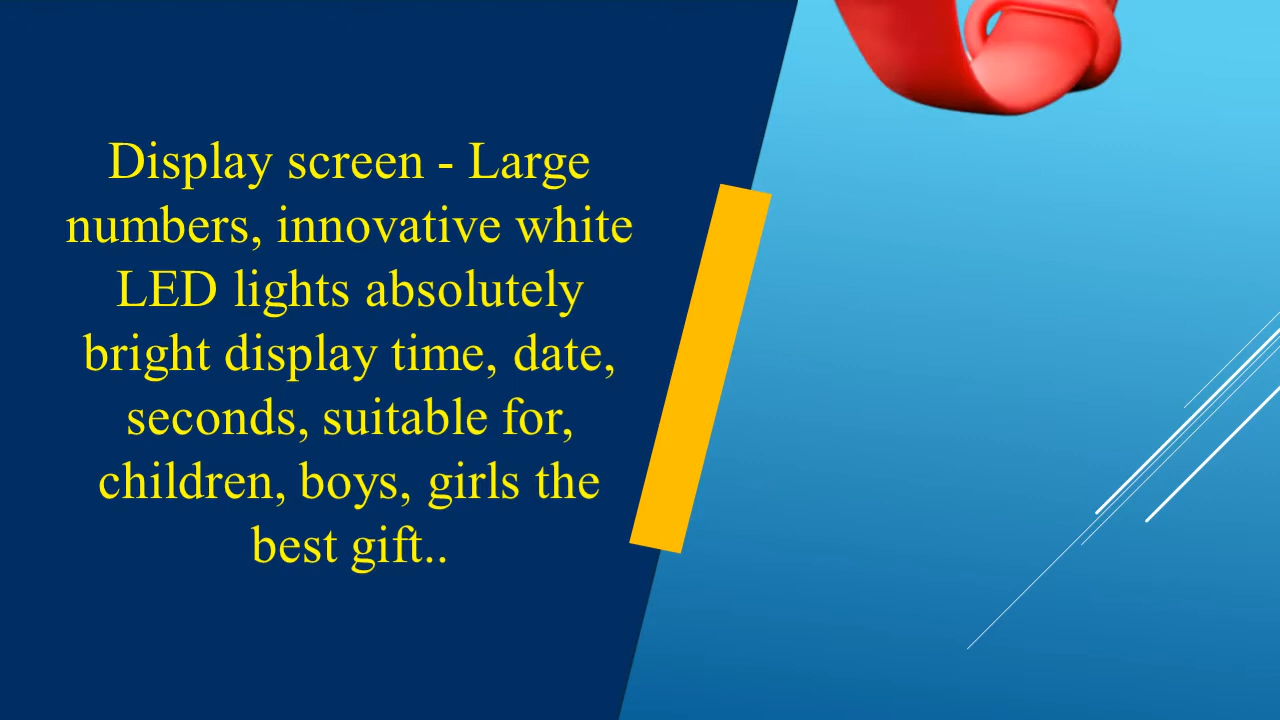 Display screen - Large
numbers, innovative white
LED lights absolutely
bright display time, date,
seconds, suitable for,
children, boys, girls the
best gift..